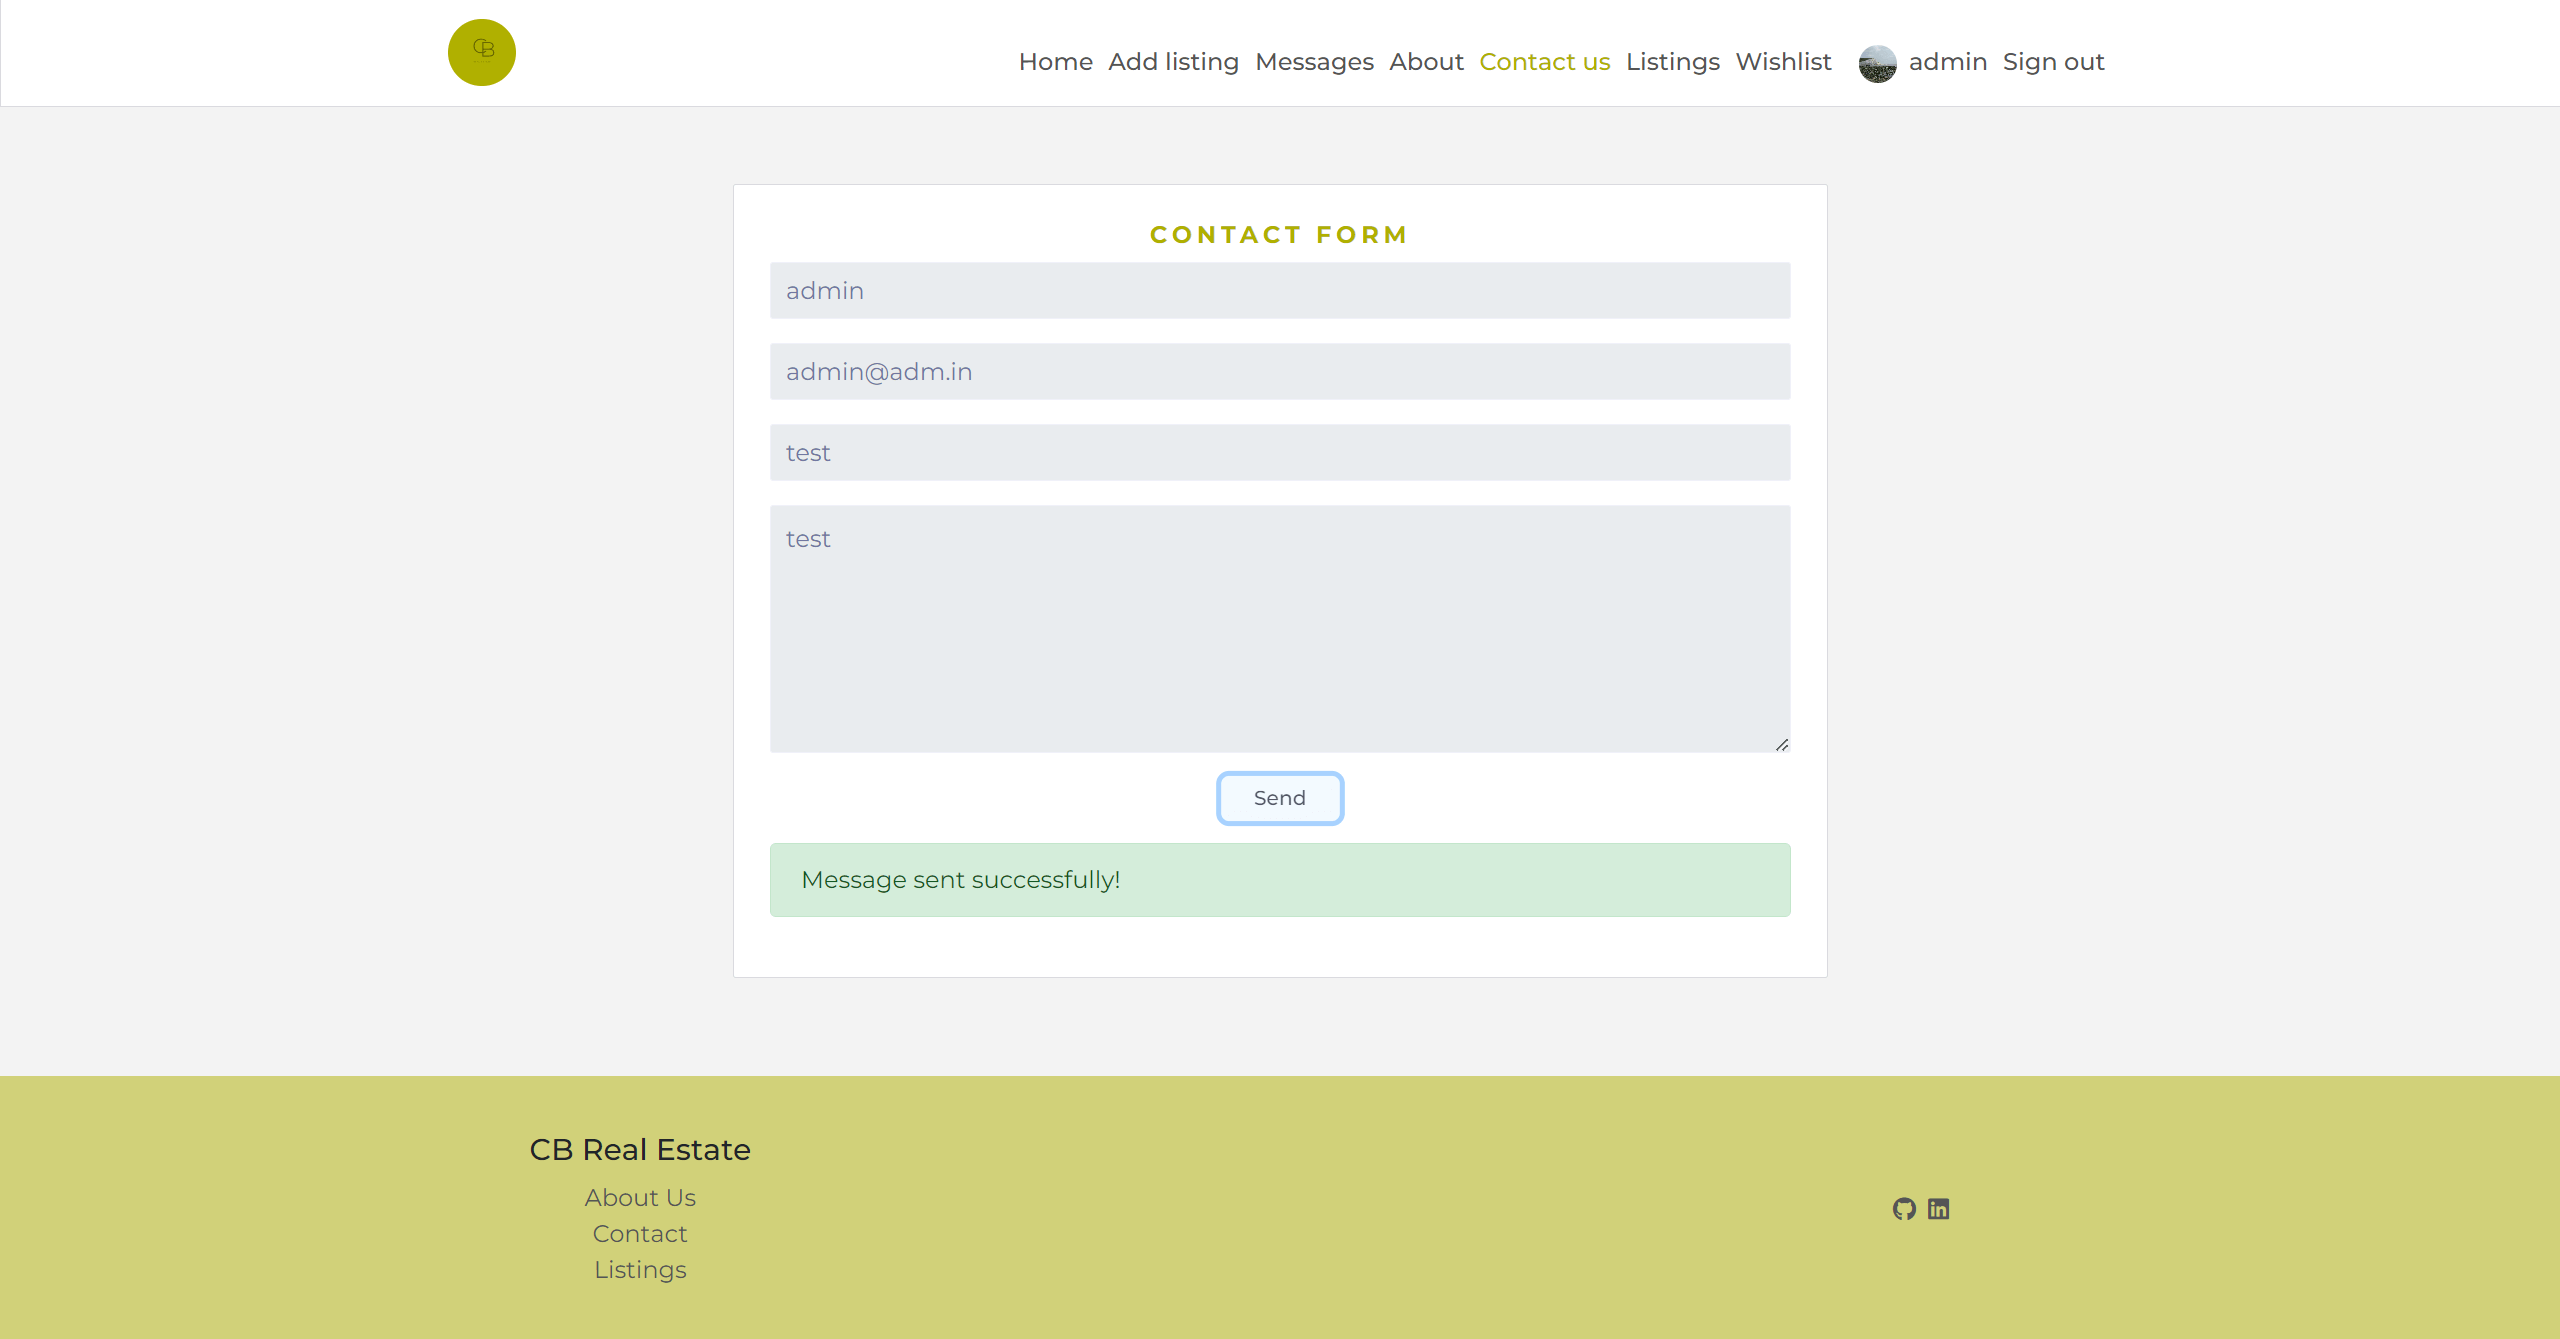 CB
Home Add listing Messages About Contact us Listings Wishlist admin Sign out
CONTACT FORM
admin
admin@adm.in
test
test
Send
Message sent successfully!
CB Real Estate
About Us
Contact
Listings